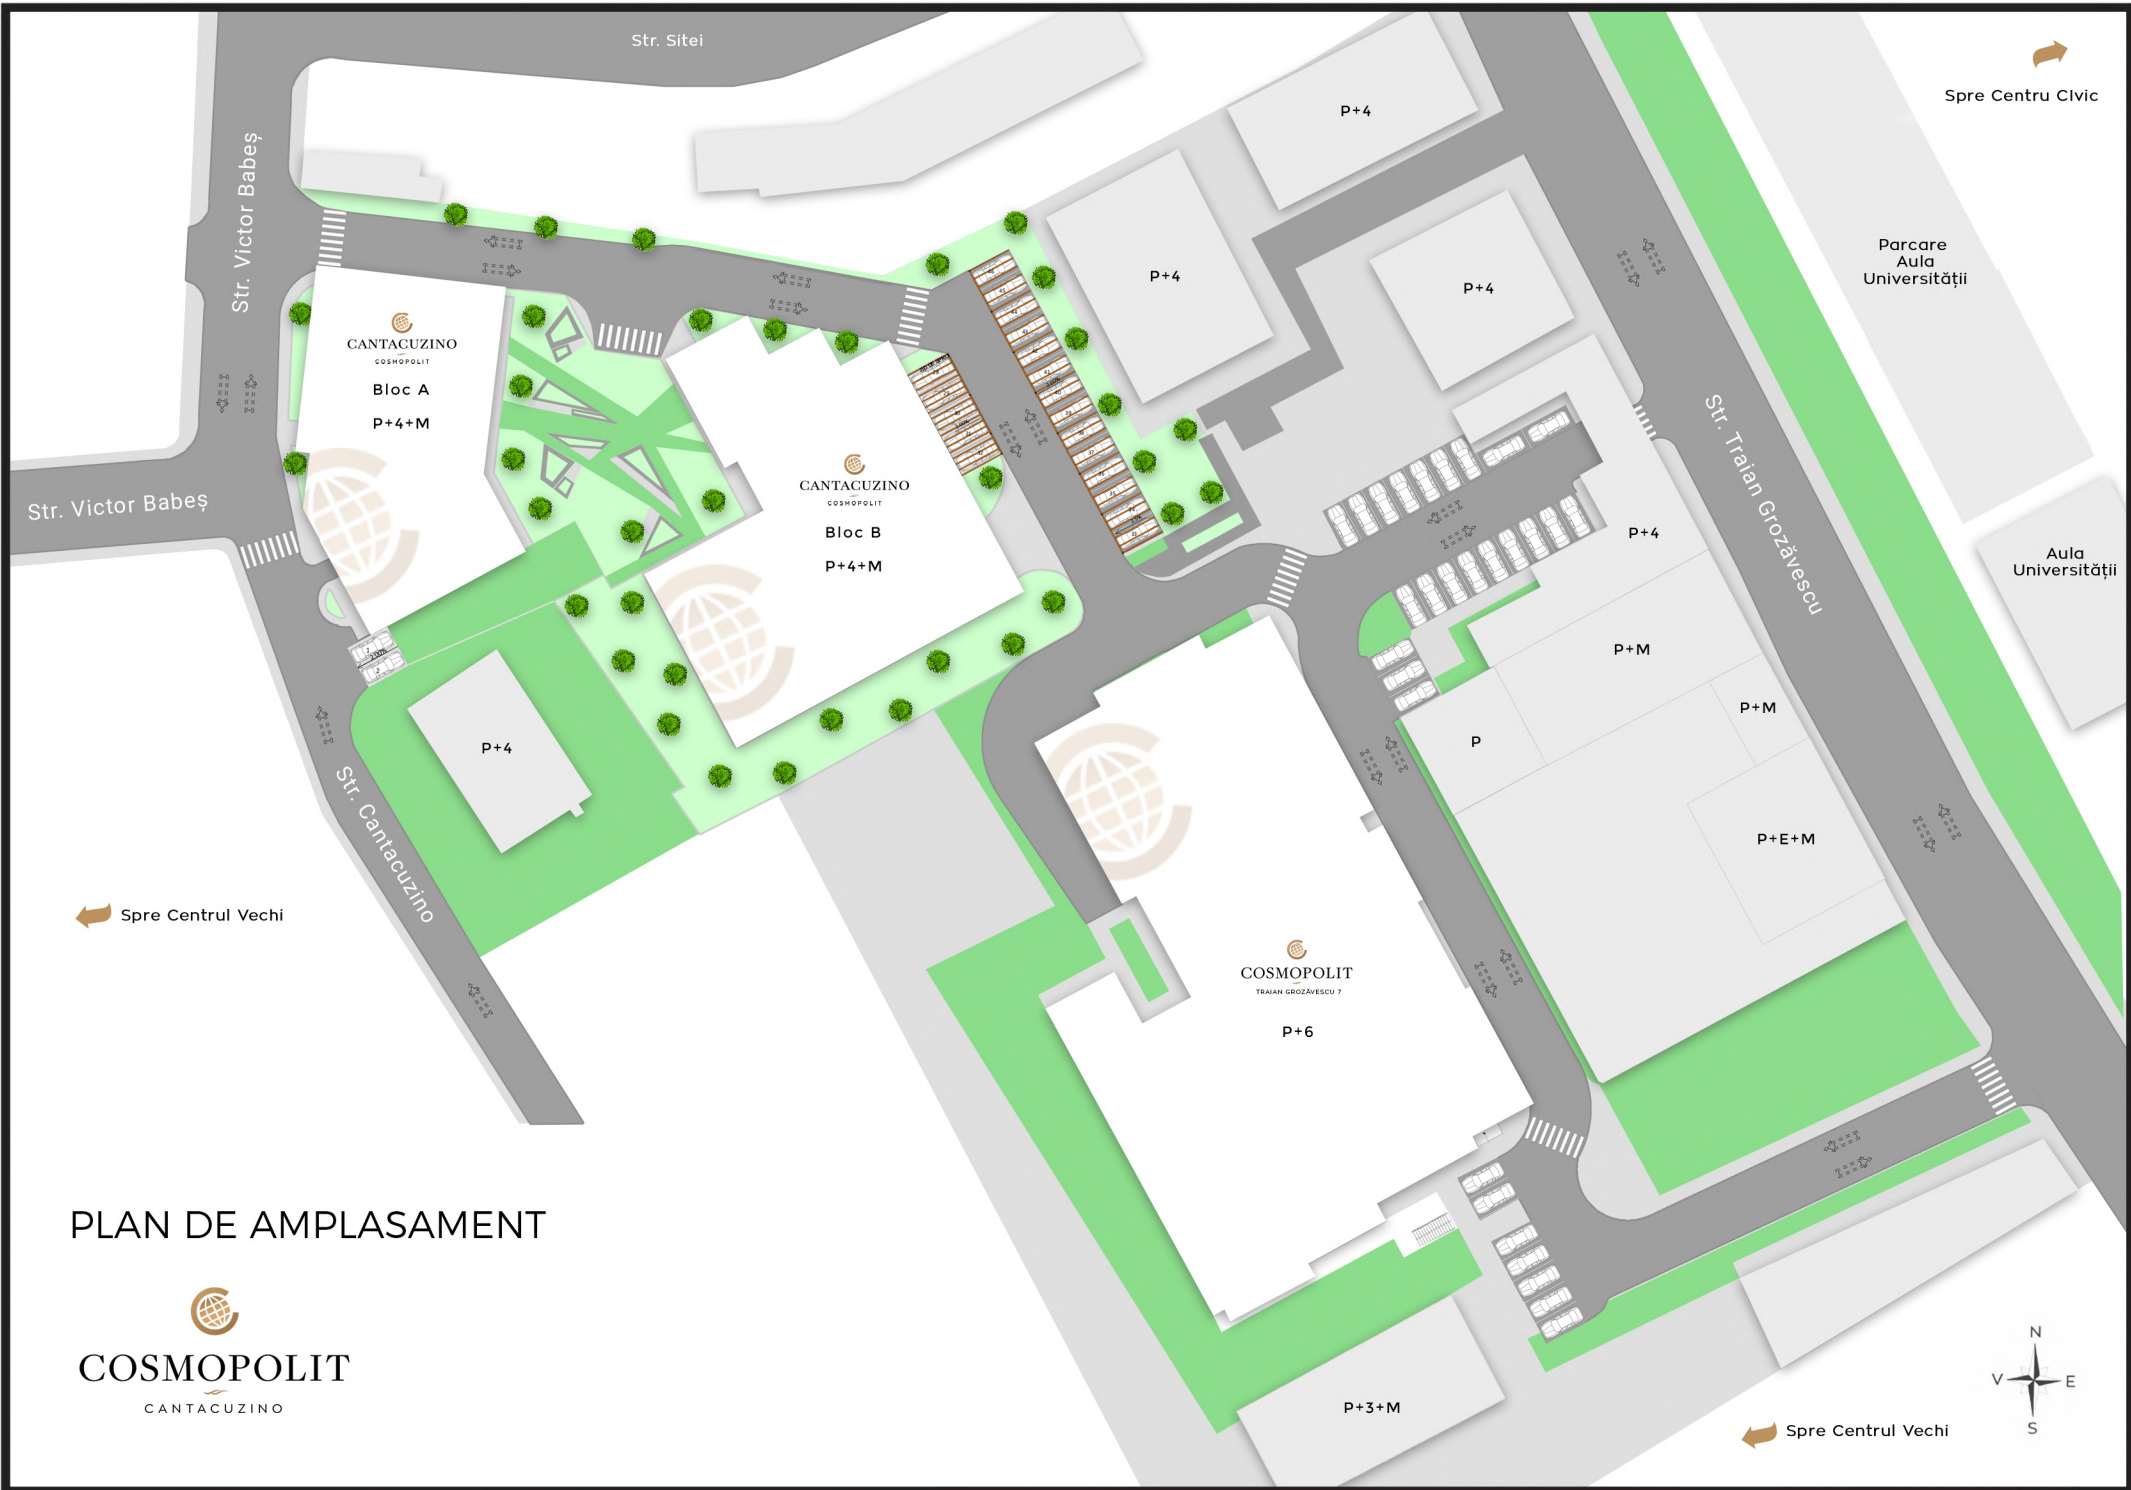 Str. Sitei
Spre Centru CIvic
P+4
Str. Victor Babeș
Parcare
Aula
Universității
P+4
P+4
CANTACUZINO
COSMOPOLIT
Bloc A
P+4+M
Str. Traian Grozăvescu
CANTACUZINO
COSMOPOLIT
Bloc B
P+4+M
Str. Victor Babeș
P+4
Aula
Universității
P+M
P+M
P
P+4
P+E+M
Str. Cantacuzino
Spre Centrul Vechi
COSMOPOLIT
TRAIAN GROZĂVESCU 7
P+6
PLAN DE AMPLASAMENT
COSMOPOLIT
CANTACUZINO
P+3+M
Spre Centrul Vechi
N
V
E
S
1
2